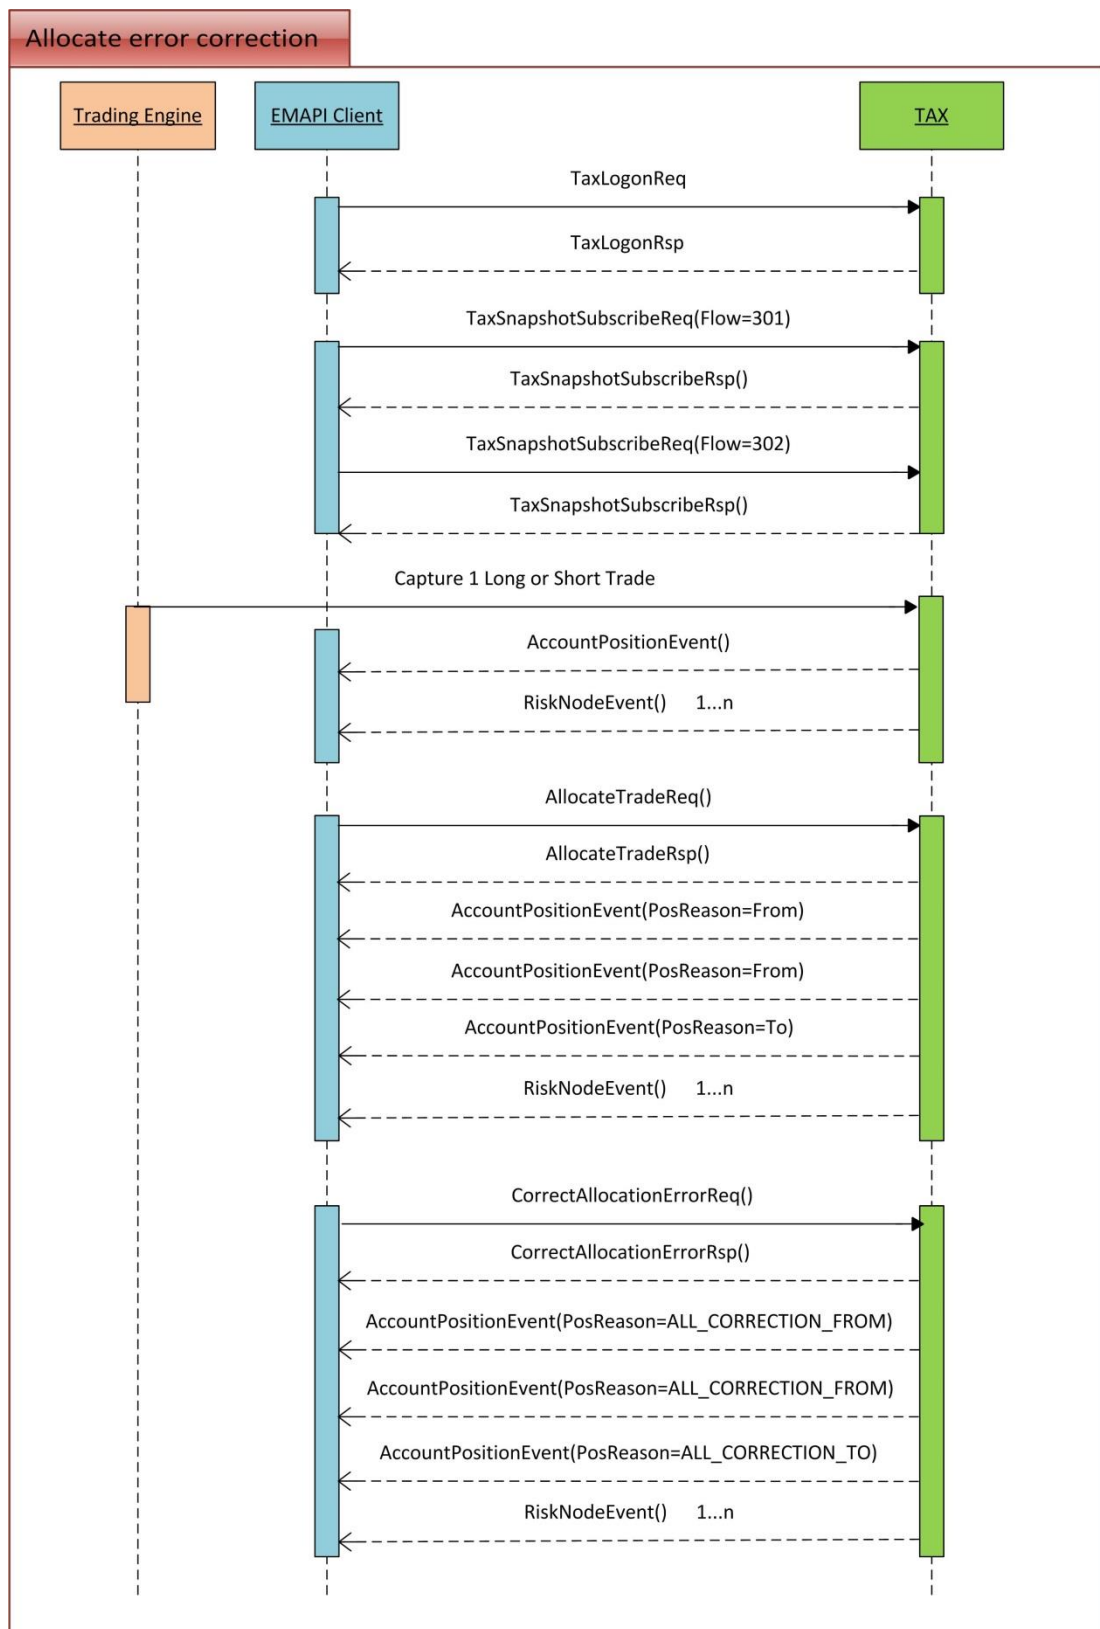 Allocate error correction
Trading Engine
EMAPI Client
TAX
TaxLogonReq
TaxLogonRsp
TaxSnapshotSubscribeReq(Flow=301)
TaxSnapshotSubscribeRsp()
TaxSnapshotSubscribeReq(Flow=302)
TaxSnapshotSubscribeRsp()
Capture 1 Long or Short Trade
AccountPositionEvent()
RiskNodeEvent() 1...n
AllocateTradeReq()
AllocateTradeRsp()
AccountPositionEvent(PosReason=From)
AccountPositionEvent(PosReason=From)
AccountPositionEvent(PosReason=To)
RiskNodeEvent() 1...n
CorrectAllocationErrorReq()
CorrectAllocationErrorRsp()
AccountPositionEvent(PosReason=ALL_CORRECTION_FROM)
AccountPositionEvent(PosReason=ALL_CORRECTION_FROM)
AccountPositionEvent(PosReason=ALL_CORRECTION_TO)
RiskNodeEvent() 1...n